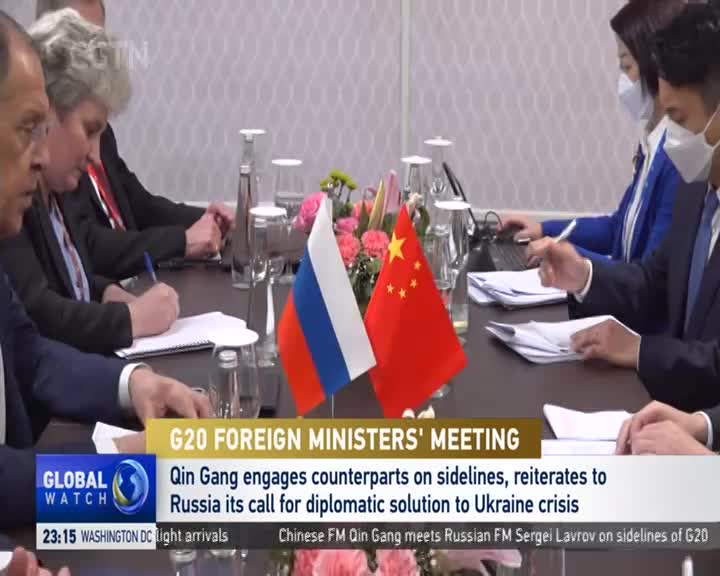 CGTN
G20 FOREIGN MINISTERS' MEETING
Qin Gang engages counterparts on sidelines, reiterates to
Russia its call for diplomatic solution to Ukraine crisis
GLOBAL
WATCH
23:15 WASHINGTON DC
light arrivals Chinese FM Qin Gang meets Russian FM Sergei Lavrov on sidelines of G20